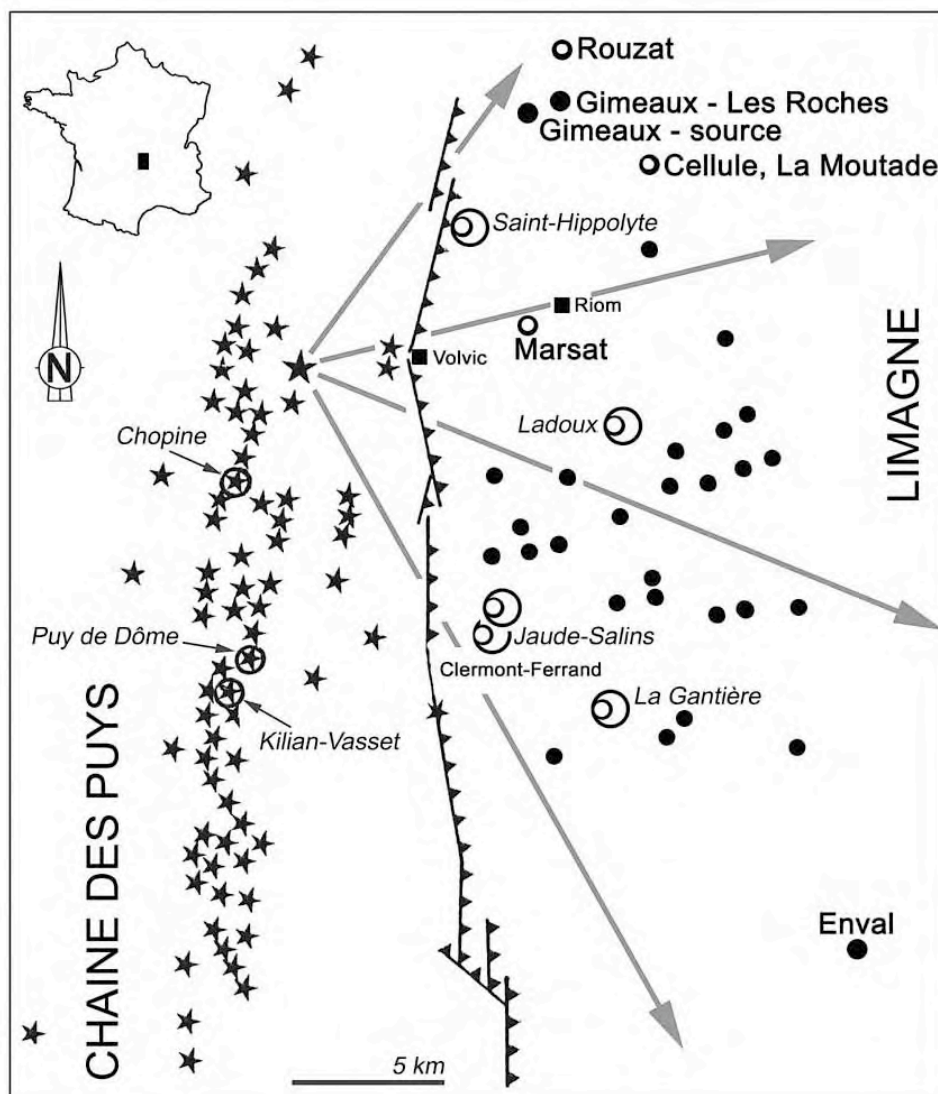 Rouzat
Gimeaux - Les Roches
Gimeaux - source
Cellule, La Moutade
Saint-Hippolyte
Riom
Marsat
Volvic
N
LIMAGNE
Chopine
Ladoux
Puy de Dôme
Jaude-Salins
Clermont-Ferrand
La Gantière
Kilian-Vasset
CHAINE DES PUYS
Enval
5 km